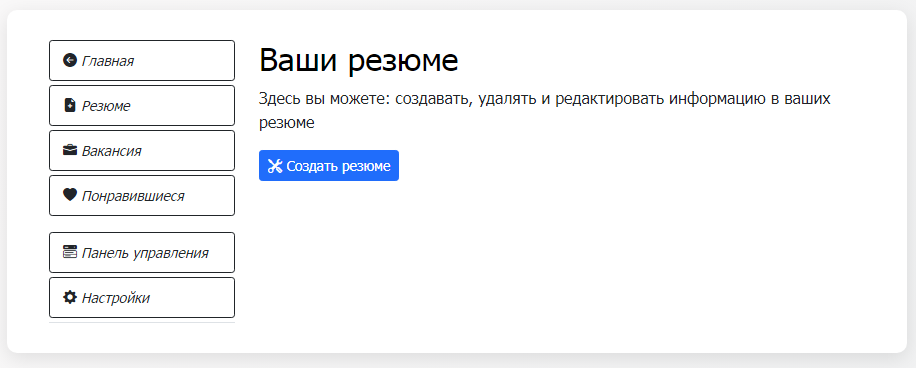 Главная
Резюме
Вакансия
Понравившиеся
Панель управления
Настройки
Ваши резюме
Здесь вы можете: создавать, удалять и редактировать информацию в ваших
резюме
Создать резюме